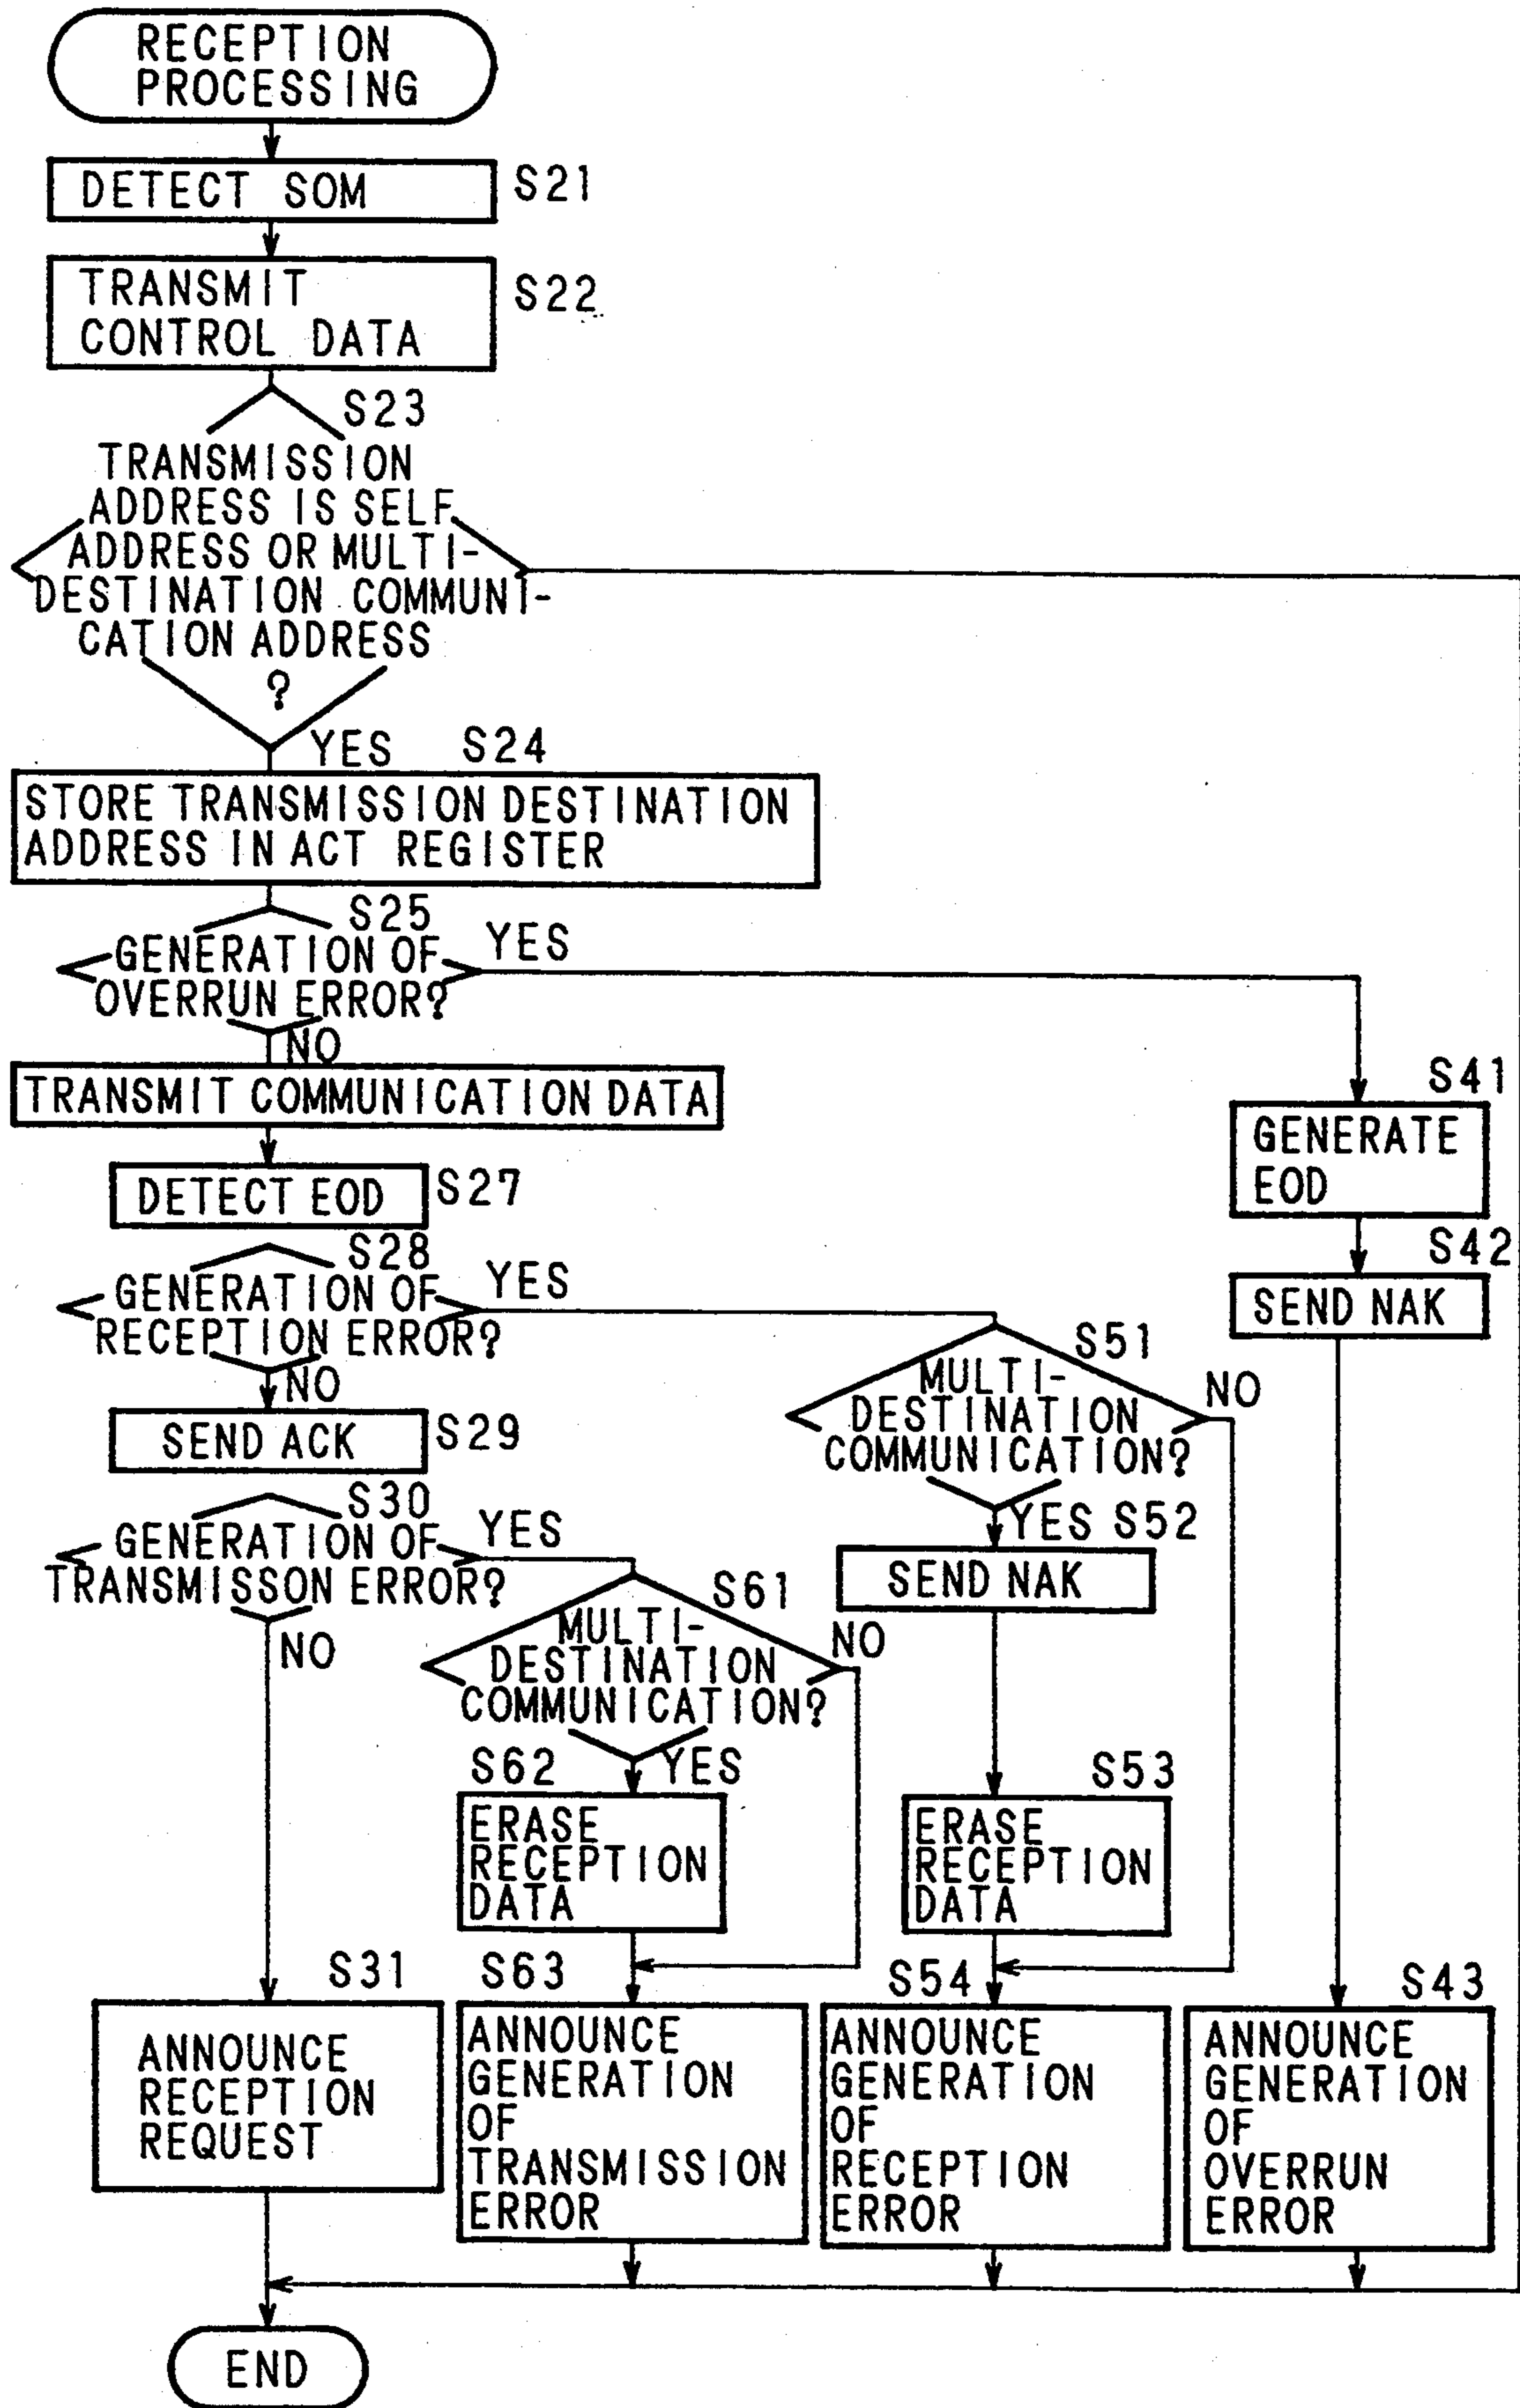 RECEPTION
PROCESSING
DETECT SOM
S21
TRANSMIT
CONTROL DATA
S22
S23
TRANSMISSION
ADDRESS IS SELF
ADDRESS OR MULTI-
DESTINATION COMMUNI-
CATION ADDRESS
?
YES
S24
STORE TRANSMISSION DESTINATION
ADDRESS IN ACT REGISTER
S25
GENERATION OF
OVERRUN ERROR?
YES
NO
TRANSMIT COMMUNICATION DATA
S41
GENERATE
EOD
DETECT EOD
S27
S42
SEND NAK
S28
GENERATION OF
RECEPTION ERROR?
YES
NO
S51
MULTI-
DESTINATION
COMMUNICATION?
NO
YES
S52
SEND NAK
SEND ACK
S29
S30
GENERATION OF
TRANSMISSON ERROR?
YES
NO
S61
MULTI-
DESTINATION
COMMUNICATION?
NO
YES
S62
ERASE
RECEPTION
DATA
S53
ERASE
RECEPTION
DATA
S31
ANNOUNCE
RECEPTION
REQUEST
S63
ANNOUNCE
GENERATION
OF
TRANSMISSION
ERROR
S54
ANNOUNCE
GENERATION
OF
RECEPTION
ERROR
S43
ANNOUNCE
GENERATION
OF
OVERRUN
ERROR
END